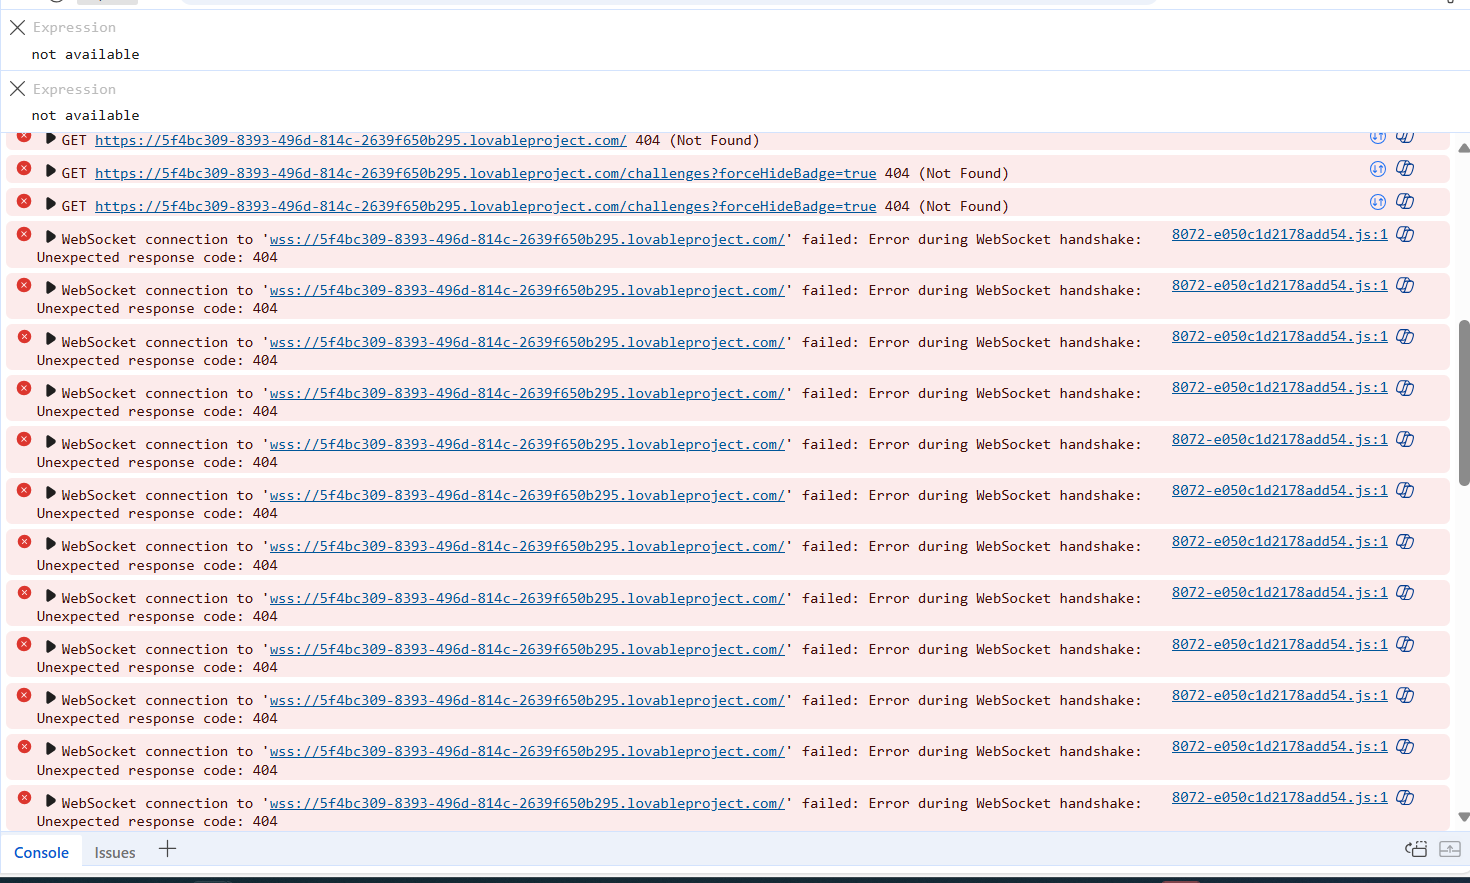 Expression
not available
Expression
not available
GET https://5f4bc309-8393-496d-814c-2639f650b295.lovableproject.com/ 404 (Not Found)
GET https://5f4bc309-8393-496d-814c-2639f650b295.lovableproject.com/challenges?forceHideBadge=true 404 (Not Found)
GET https://5f4bc309-8393-496d-814c-2639f650b295.lovableproject.com/challenges?forceHideBadge=true 404 (Not Found)
WebSocket connection to 'wss://5f4bc309-8393-496d-814c-2639f650b295.lovableproject.com/' failed: Error during WebSocket handshake: 8072-e050c1d2178add54.js:1
Unexpected response code: 404
WebSocket connection to 'wss://5f4bc309-8393-496d-814c-2639f650b295.lovableproject.com/' failed: Error during WebSocket handshake: 8072-e050c1d2178add54.js:1
Unexpected response code: 404
WebSocket connection to 'wss://5f4bc309-8393-496d-814c-2639f650b295.lovableproject.com/' failed: Error during WebSocket handshake: 8072-e050c1d2178add54.js:1
Unexpected response code: 404
WebSocket connection to 'wss://5f4bc309-8393-496d-814c-2639f650b295.lovableproject.com/' failed: Error during WebSocket handshake: 8072-e050c1d2178add54.js:1
Unexpected response code: 404
WebSocket connection to 'wss://5f4bc309-8393-496d-814c-2639f650b295.lovableproject.com/' failed: Error during WebSocket handshake: 8072-e050c1d2178add54.js:1
Unexpected response code: 404
WebSocket connection to 'wss://5f4bc309-8393-496d-814c-2639f650b295.lovableproject.com/' failed: Error during WebSocket handshake: 8072-e050c1d2178add54.js:1
Unexpected response code: 404
WebSocket connection to 'wss://5f4bc309-8393-496d-814c-2639f650b295.lovableproject.com/' failed: Error during WebSocket handshake: 8072-e050c1d2178add54.js:1
Unexpected response code: 404
WebSocket connection to 'wss://5f4bc309-8393-496d-814c-2639f650b295.lovableproject.com/' failed: Error during WebSocket handshake: 8072-e050c1d2178add54.js:1
Unexpected response code: 404
WebSocket connection to 'wss://5f4bc309-8393-496d-814c-2639f650b295.lovableproject.com/' failed: Error during WebSocket handshake: 8072-e050c1d2178add54.js:1
Unexpected response code: 404
WebSocket connection to 'wss://5f4bc309-8393-496d-814c-2639f650b295.lovableproject.com/' failed: Error during WebSocket handshake: 8072-e050c1d2178add54.js:1
Unexpected response code: 404
WebSocket connection to 'wss://5f4bc309-8393-496d-814c-2639f650b295.lovableproject.com/' failed: Error during WebSocket handshake: 8072-e050c1d2178add54.js:1
Unexpected response code: 404
WebSocket connection to 'wss://5f4bc309-8393-496d-814c-2639f650b295.lovableproject.com/' failed: Error during WebSocket handshake: 8072-e050c1d2178add54.js:1
Unexpected response code: 404
Console Issues